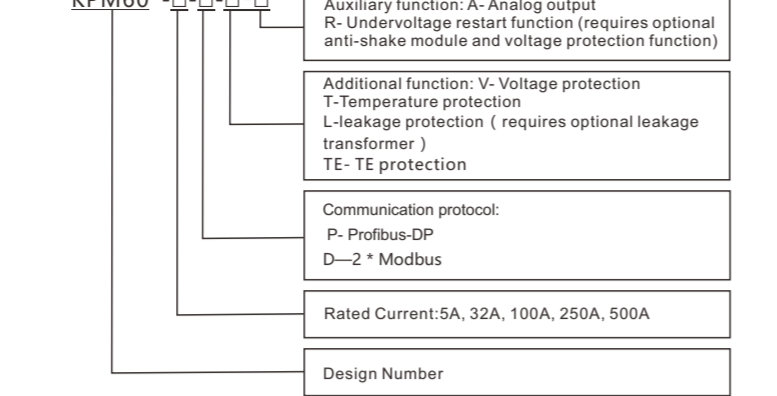 KPM60 -□-□-□ □
Auxiliary function: A- Analog output
R- Undervoltage restart function (requires optional
anti-shake module and voltage protection function)
Additional function: V- Voltage protection
T-Temperature protection
L-leakage protection ( requires optional leakage
transformer )
TE- TE protection
Communication protocol:
P- Profibus-DP
D—2 * Modbus
Rated Current:5A, 32A, 100A, 250A, 500A
Design Number